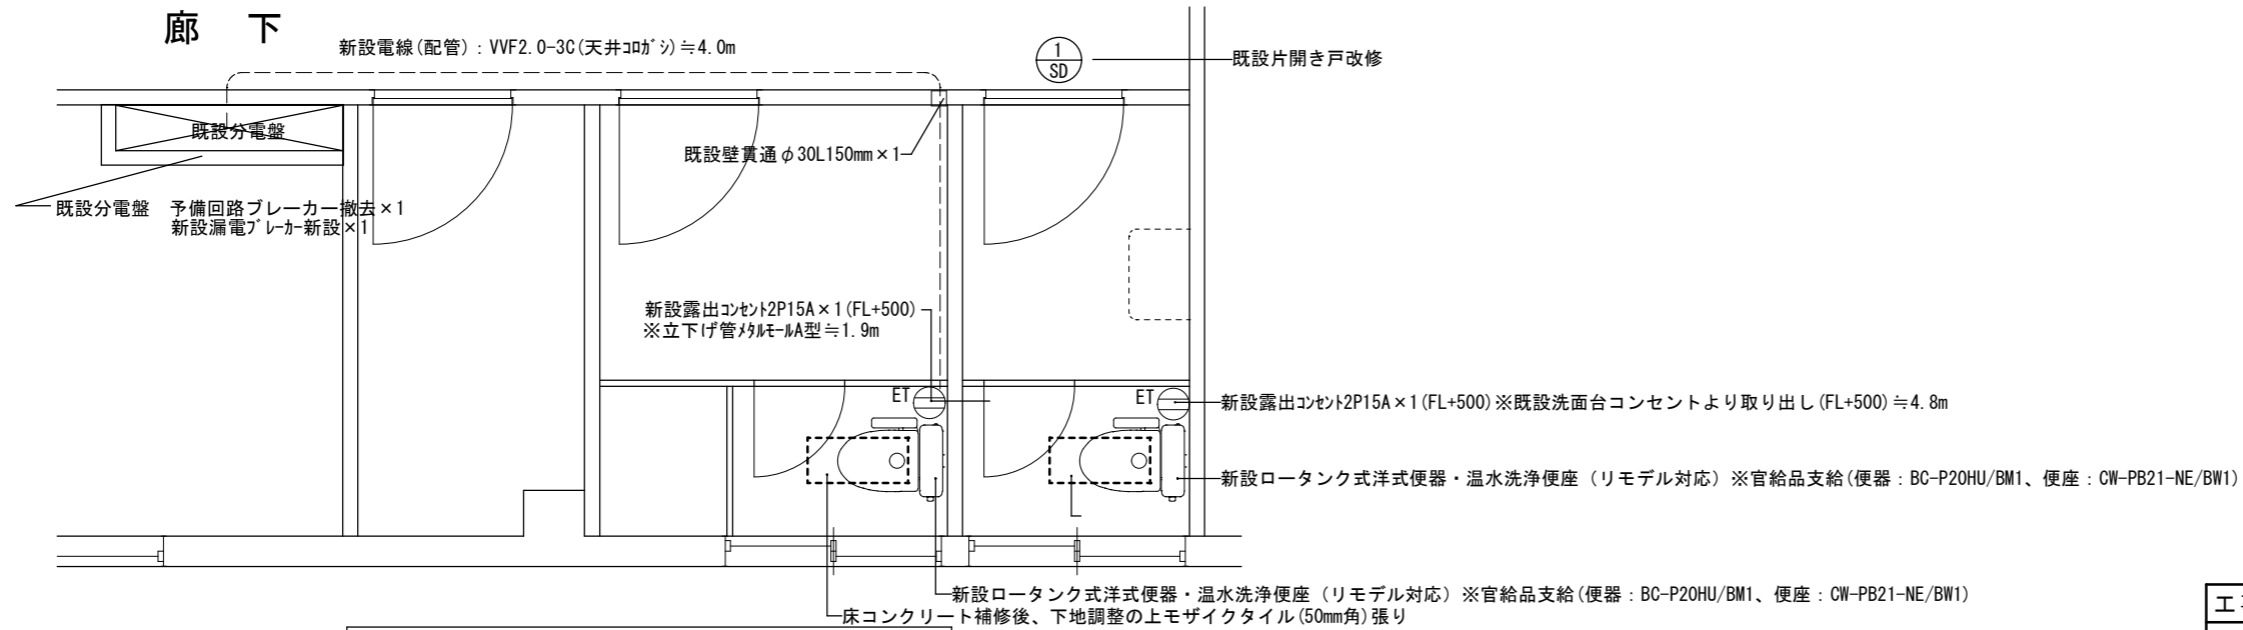 廊 下
新設電線(配管)：VVF2.0-3C(天井ｺﾛｶﾞｼ)≒4.0m
1
SD
既設片開き戸改修
既設分電盤
既設壁貫通φ30L150mm×1
既設分電盤 予備回路ブレーカー撤去×1
新設漏電ﾌﾞﾚｰｶｰ新設×1
新設露出ｺﾝｾﾝﾄ2P15A×1(FL+500)
※立下げ管ﾒﾀﾙﾓｰﾙA型≒1.9m
ET
ET
新設露出ｺﾝｾﾝﾄ2P15A×1(FL+500)※既設洗面台コンセントより取り出し(FL+500)≒4.8m
新設ロータンク式洋式便器・温水洗浄便座（リモデル対応）※官給品支給(便器：BC-P20HU/BM1、便座：CW-PB21-NE/BW1)
新設ロータンク式洋式便器・温水洗浄便座（リモデル対応）※官給品支給(便器：BC-P20HU/BM1、便座：CW-PB21-NE/BW1)
床コンクリート補修後、下地調整の上モザイクタイル(50mm角)張り
工